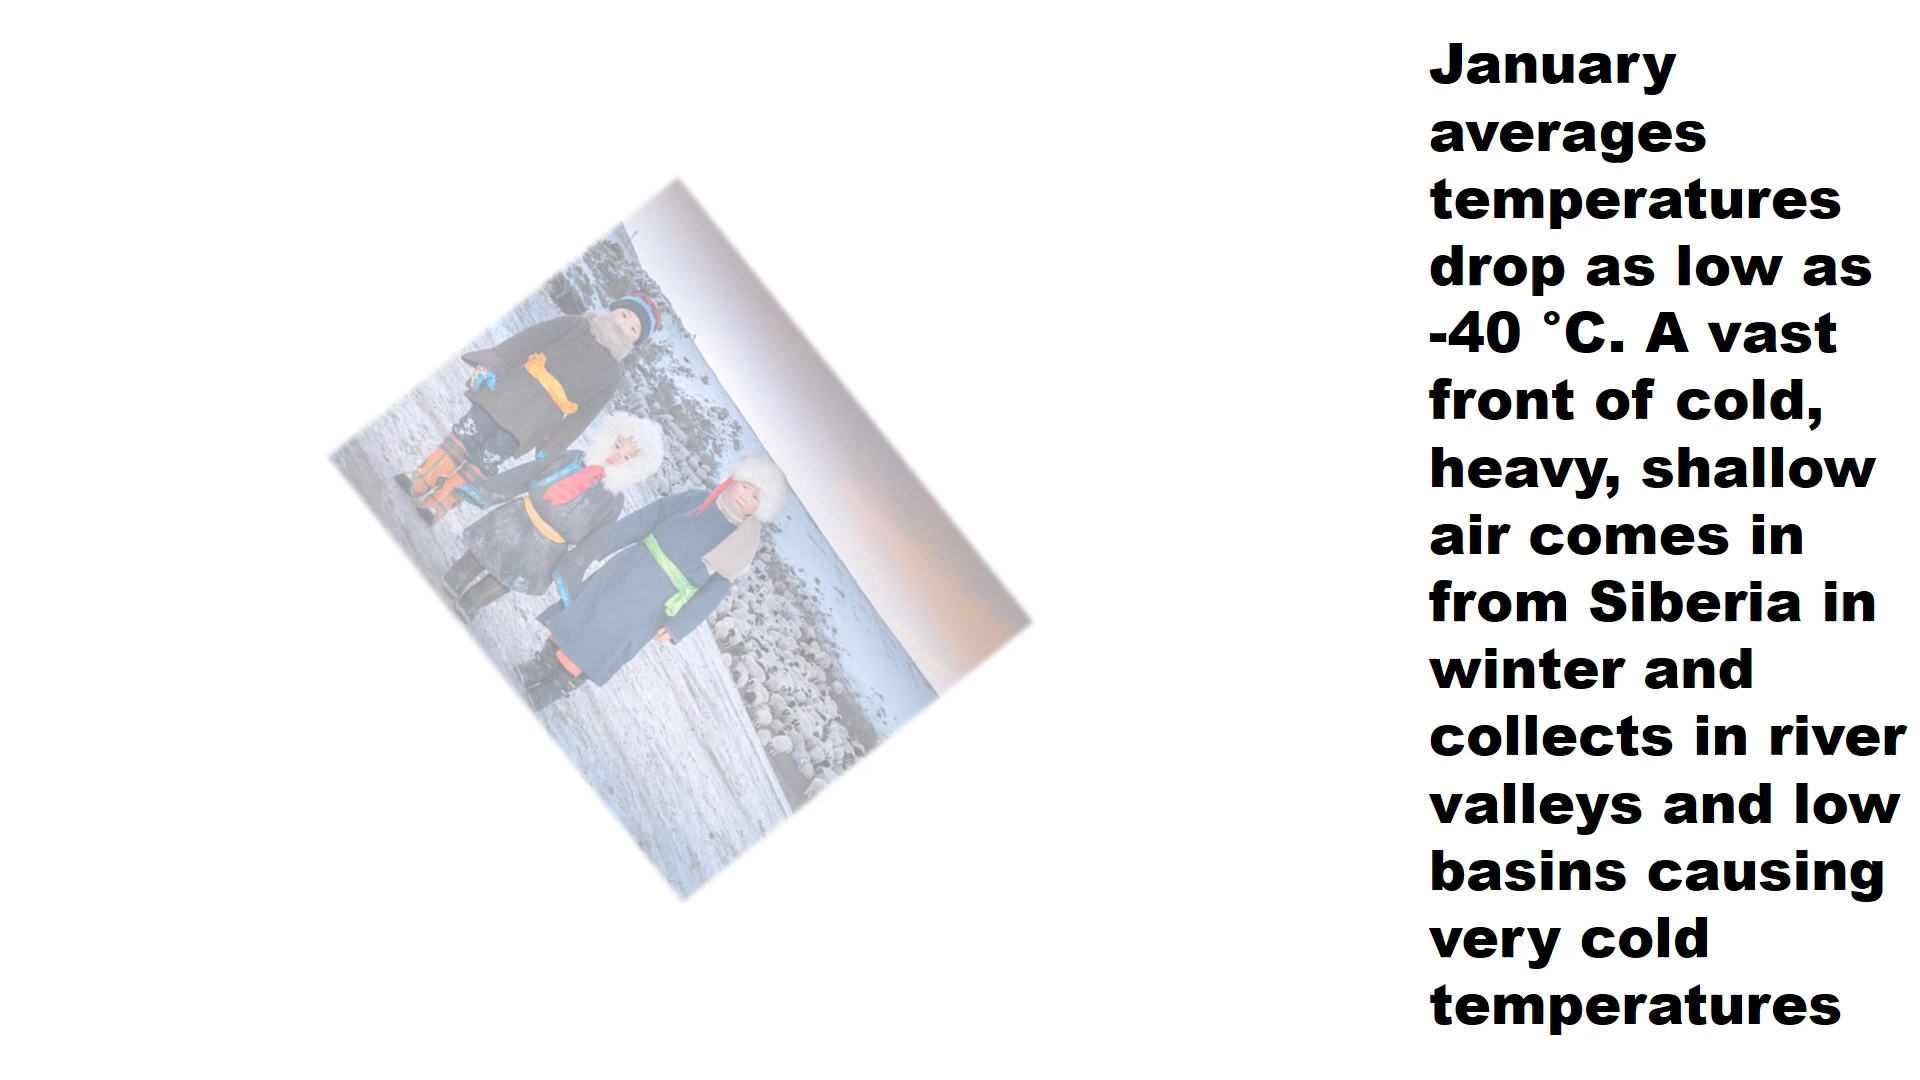 January
averages
temperatures
drop as low as
-40 °C. A vast
front of cold,
heavy, shallow
air comes in
from Siberia in
winter and
collects in river
valleys and low
basins causing
very cold
temperatures